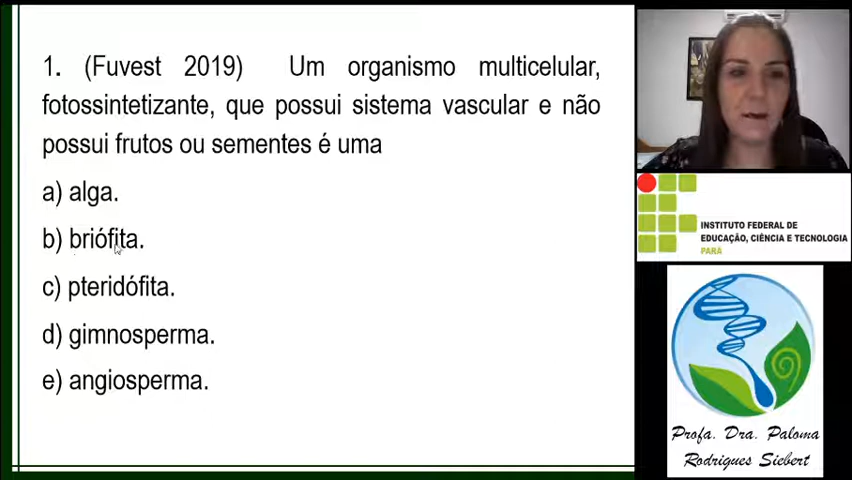 1. (Fuvest 2019) Um organismo multicelular,
fotossintetizante, que possui sistema vascular e não
possui frutos ou sementes é uma
a) alga.
b) briófita.
c) pteridófita.
d) gimnosperma.
e) angiosperma.
INSTITUTO FEDERAL DE
EDUCAÇÃO, CIÊNCIA E TECNOLOGIA
PARÁ
Profa. Dra. Paloma
Rodrigues Siebert